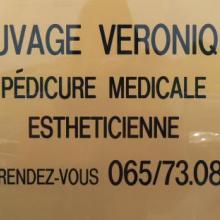 UVAGE VERONIQ
PÉDICURE MEDICALE
ESTHETICIENNE
RENDEZ-VOUS 065/73.08